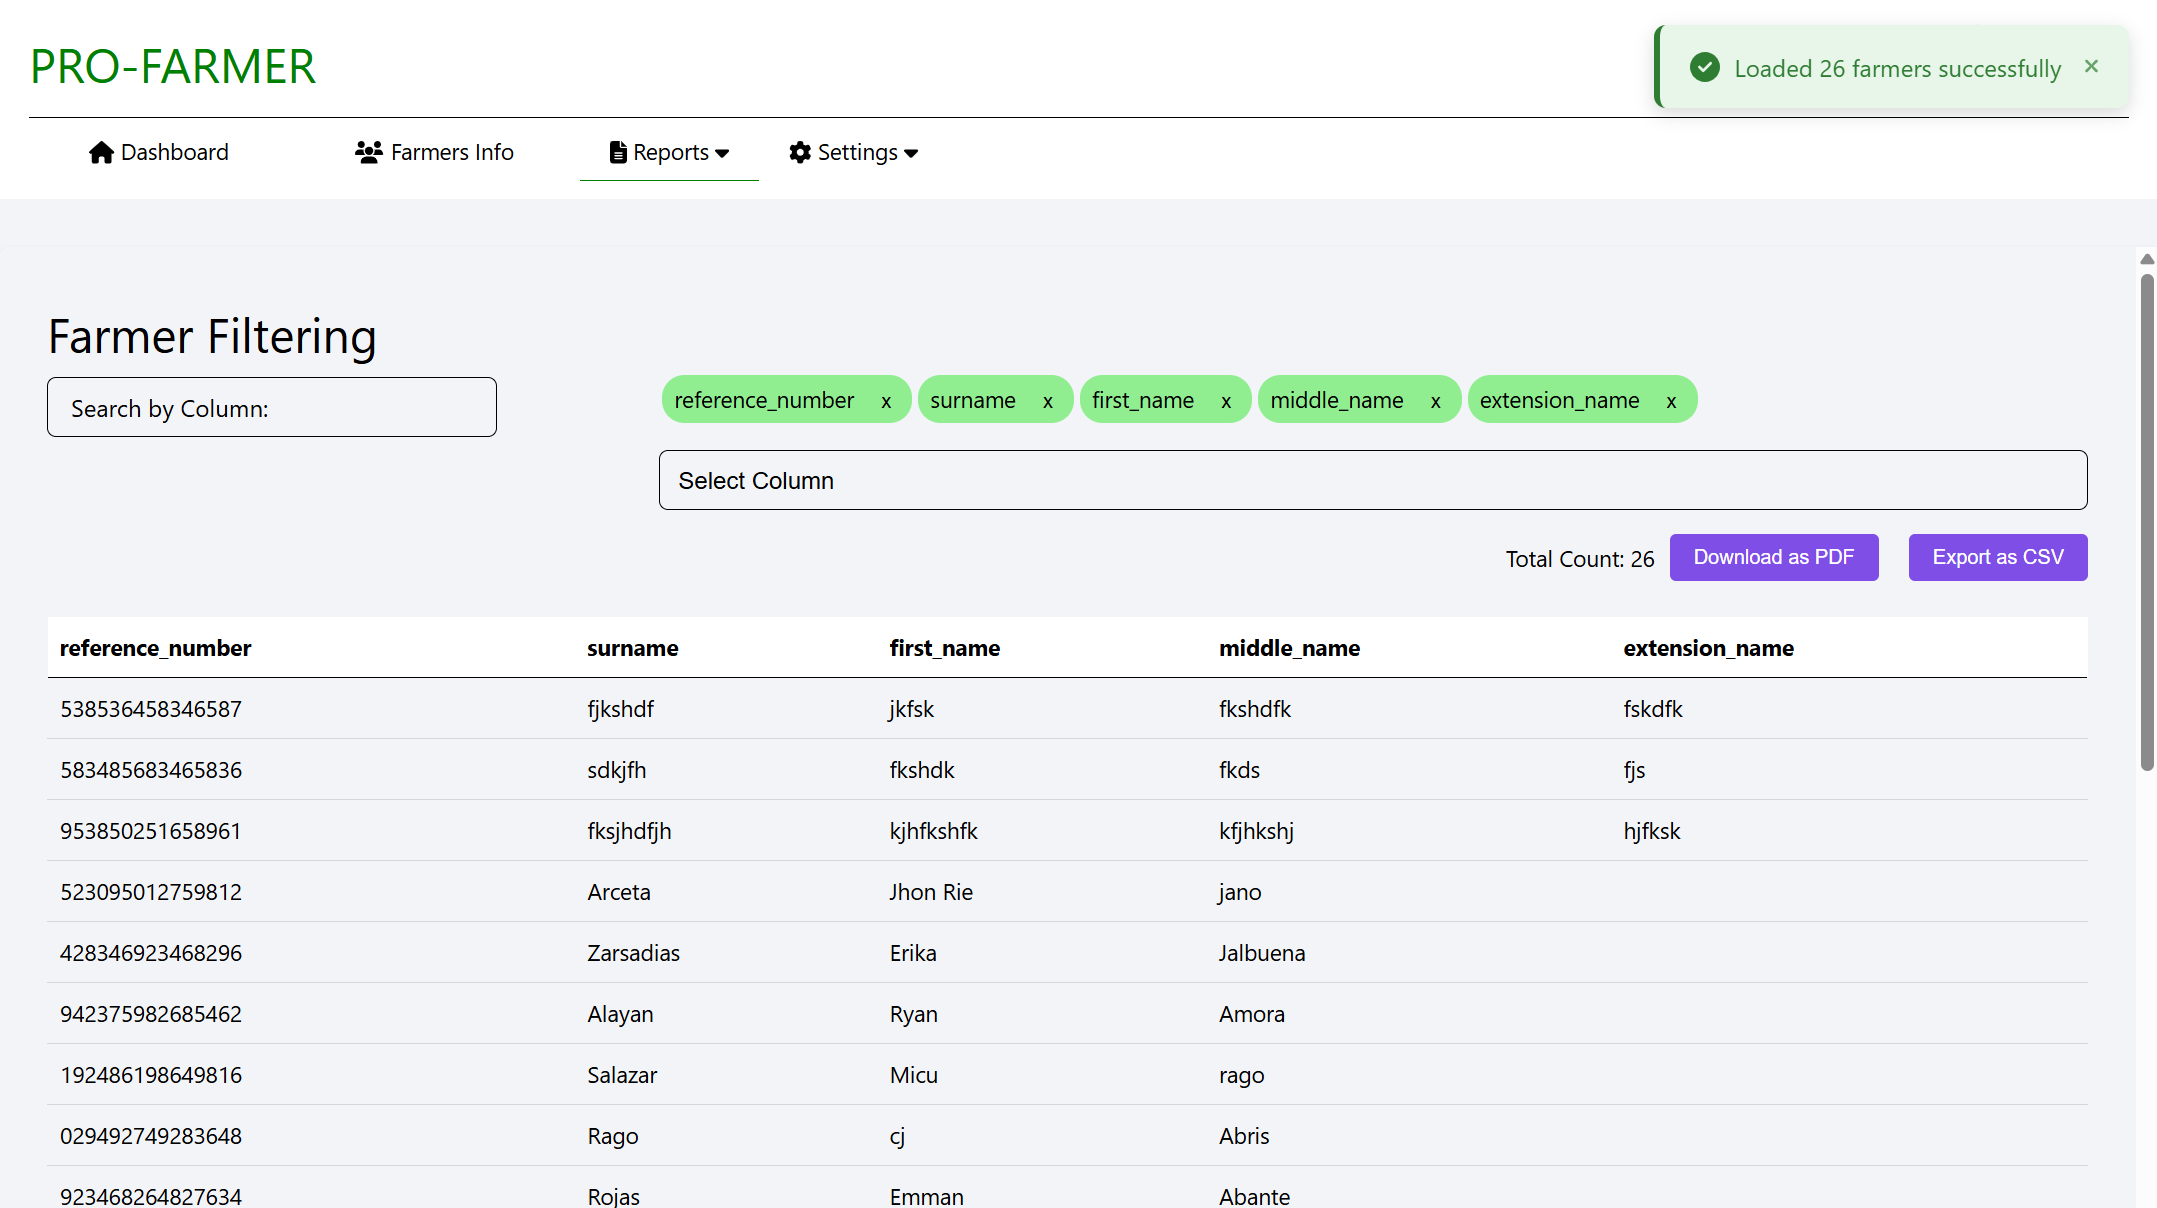 PRO-FARMER
Loaded 26 farmers successfully ×
Dashboard Farmers Info Reports Settings
Farmer Filtering
Search by Column:
reference_number x surname x first_name x middle_name x extension_name x
Select Column
Total Count: 26 Download as PDF Export as CSV
reference_number surname first_name middle_name extension_name
538536458346587 fjkshdf jkfsk fkshdfk fskdfk
583485683465836 sdkjfh fkshdk fkds fjs
953850251658961 fksjhdfjh kjhfkshfk kfjhkshj hjfksk
523095012759812 Arceta Jhon Rie jano
428346923468296 Zarsadias Erika Jalbuena
942375982685462 Alayan Ryan Amora
192486198649816 Salazar Micu rago
029492749283648 Rago cj Abris
923468264827634 Rojas Emman Abante